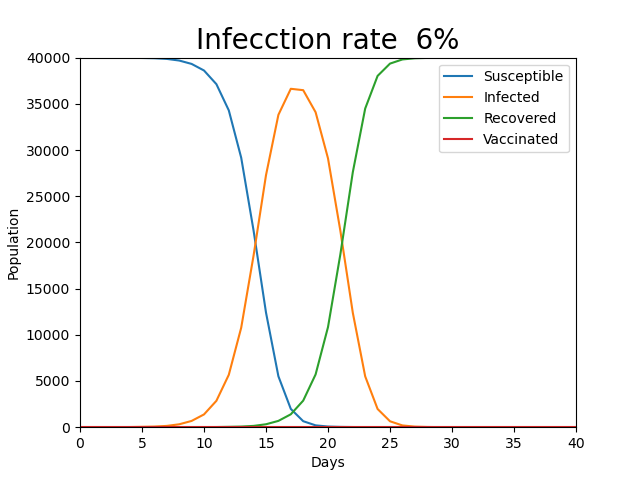 Infecction rate  6%
40000
35000
30000
25000
20000
15000
10000
5000
0
Population
Susceptible
Infected
Recovered
Vaccinated
0 5 10 15 20 25 30 35 40
Days